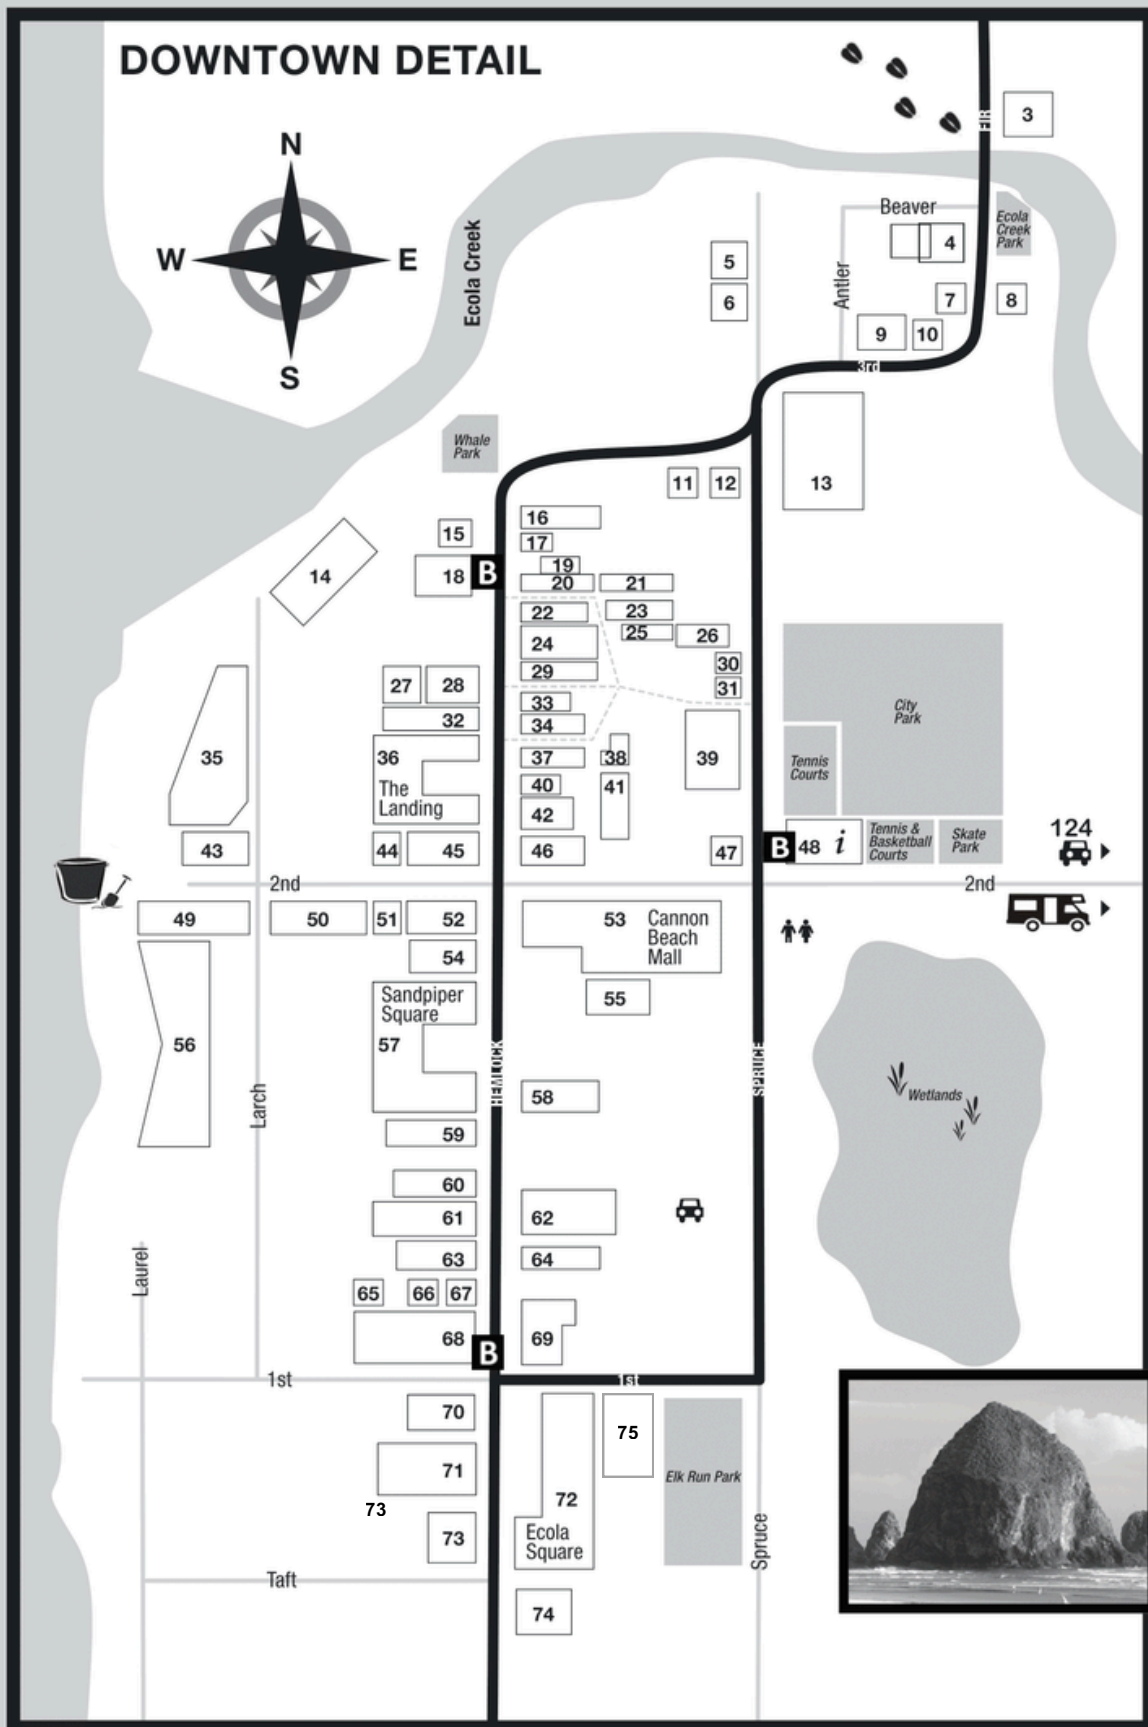 DOWNTOWN DETAIL
N
W
E
S
FIR
3
Ecola Creek
Beaver
Ecola
Creek
Park
4
Antler
5
6
7
8
9
10
3rd
Whale
Park
11
12
13
14
15
16
17
18
B
19
20
21
22
23
24
25
26
27
28
29
30
31
32
33
34
35
36
The
Landing
37
38
39
40
41
42
City
Park
Tennis
Courts
43
44
45
46
47
B
48
i
Tennis &
Basketball
Courts
Skate
Park
124
2nd
2nd
49
50
51
52
53
Cannon
Beach
Mall
54
55
Sandpiper
Square
56
57
HEMLOCK
SPRUCE
Larch
58
Wetlands
59
60
61
62
63
64
Laurel
65
66
67
68
B
69
1st
1st
70
75
71
72
Elk Run Park
73
73
Ecola
Square
Spruce
Taft
74